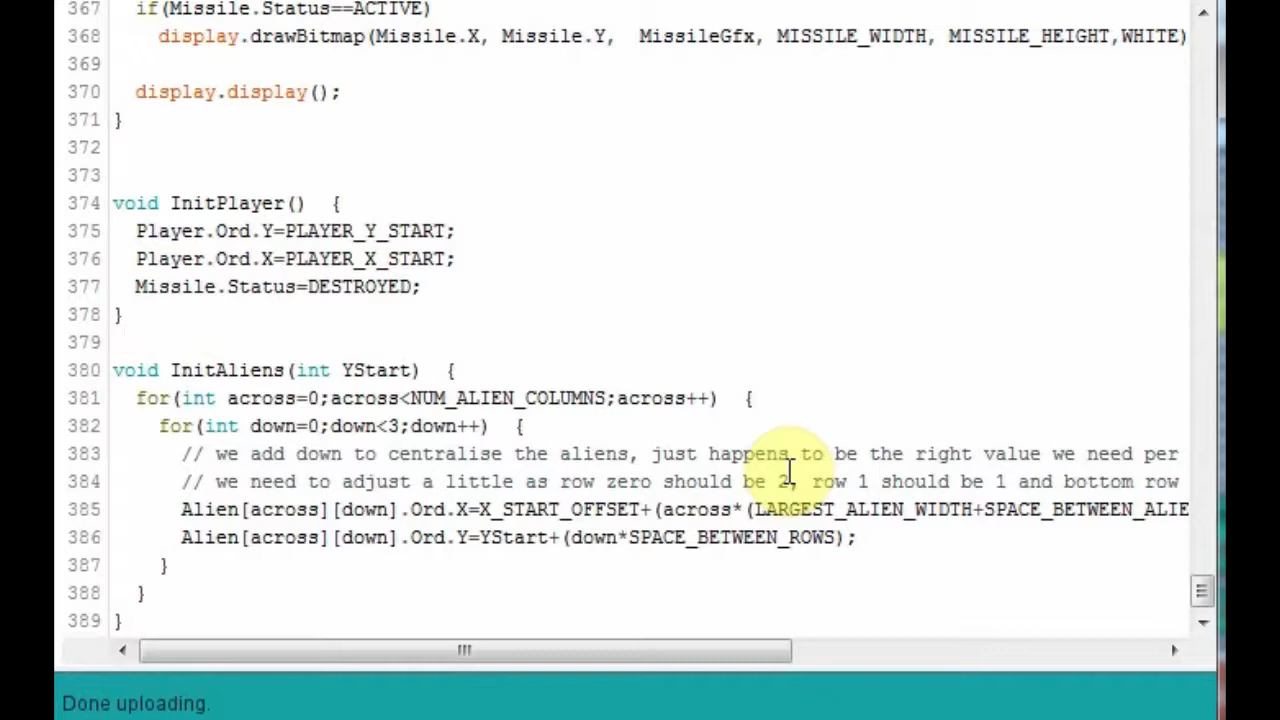 367 if(Missile.Status==ACTIVE)
368 display.drawBitmap(Missile.X, Missile.Y,  MissileGfx, MISSILE_WIDTH, MISSILE_HEIGHT,WHITE)
369
370 display.display();
371 }
372
373
374 void InitPlayer()  {
375 Player.Ord.Y=PLAYER_Y_START;
376 Player.Ord.X=PLAYER_X_START;
377 Missile.Status=DESTROYED;
378 }
379
380 void InitAliens(int YStart)  {
381 for(int across=0;across<NUM_ALIEN_COLUMNS;across++)  {
382 for(int down=0;down<3;down++)  {
383 // we add down to centralise the aliens, just happens to be the right value we need per
384 // we need to adjust a little as row zero should be 2, row 1 should be 1 and bottom row
385 Alien[across][down].Ord.X=X_START_OFFSET+(across*(LARGEST_ALIEN_WIDTH+SPACE_BETWEEN_ALIE
386 Alien[across][down].Ord.Y=YStart+(down*SPACE_BETWEEN_ROWS);
387 }
388 }
389 }
Done uploading.